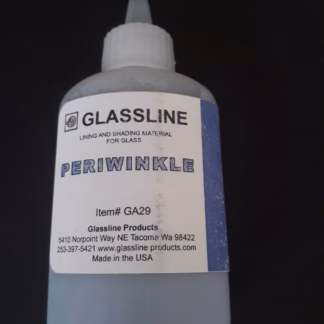 GLASSLINE
LINING AND SHADING MATERIAL
FOR GLASS
PERIWINKLE
Item# GA29
Glassline Products
5410 Norpoint Way NE Tacoma Wa 98422
253-397-5421 www.glassline products.com
Made in the USA